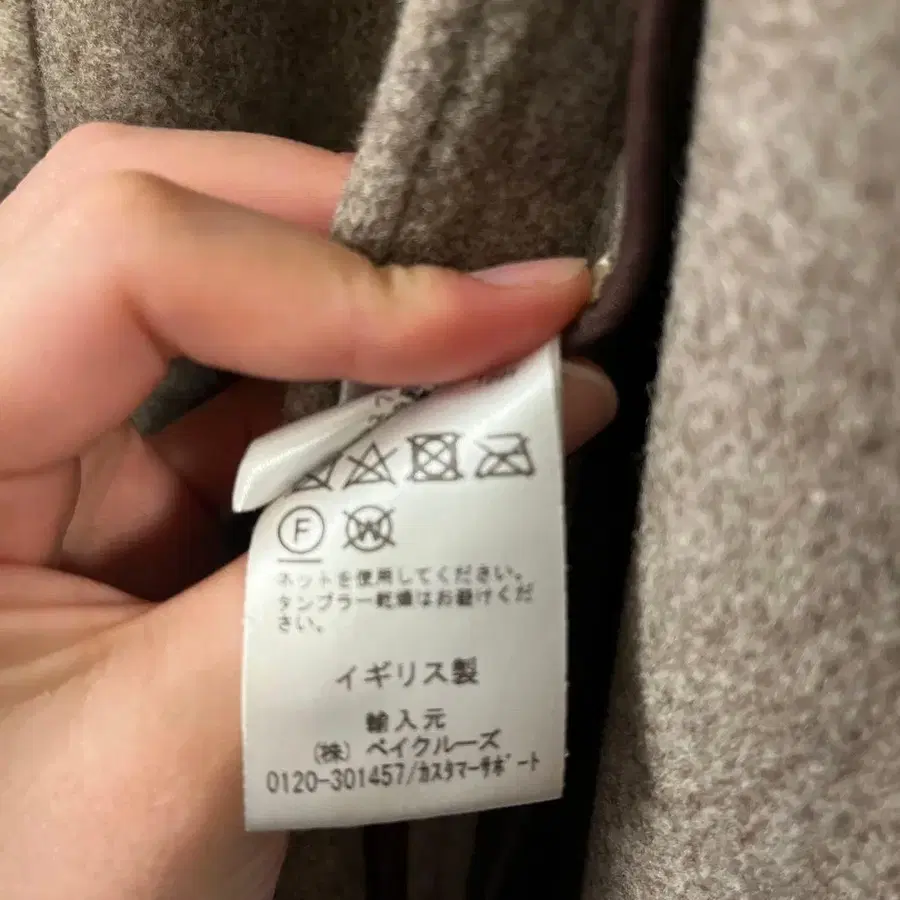 F W
ネットを使用してください。
タンブラー乾燥はお避けくだ
さい。
イギリス製
輸入元
(株) ベイクルーズ
0120-301457/ｶｽﾀﾏｰｻﾎﾟｰﾄ